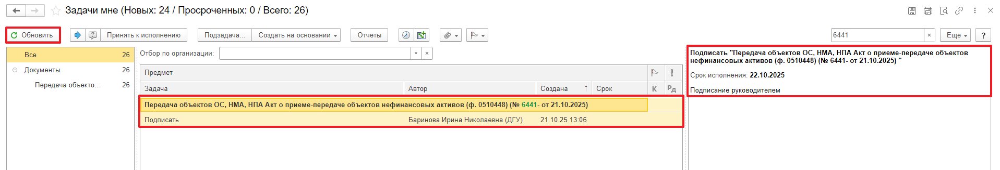 Задачи мне (Новых: 24 / Просроченных: 0 / Всего: 26)
Обновить
Принять к исполнению
Подзадача...
Создать на основании
Отчеты
6441
×
Еще
?
Все 26
Документы 26
Передача объекто... 26
Отбор по организации:
×
Предмет
!
Задача Автор Создана ↑ Срок К Рд
Передача объектов ОС, НМА, НПА Акт о приеме-передаче объектов нефинансовых активов (ф. 0510448) (№ 6441- от 21.10.2025)
Подписать Баринова Ирина Николаевна (ДГУ) 21.10.25 13:06
Подписать "Передача объектов ОС, НМА, НПА Акт о приеме-передаче объектов
нефинансовых активов (ф. 0510448) (№ 6441- от 21.10.2025) "
Срок исполнения: 22.10.2025
Подписание руководителем